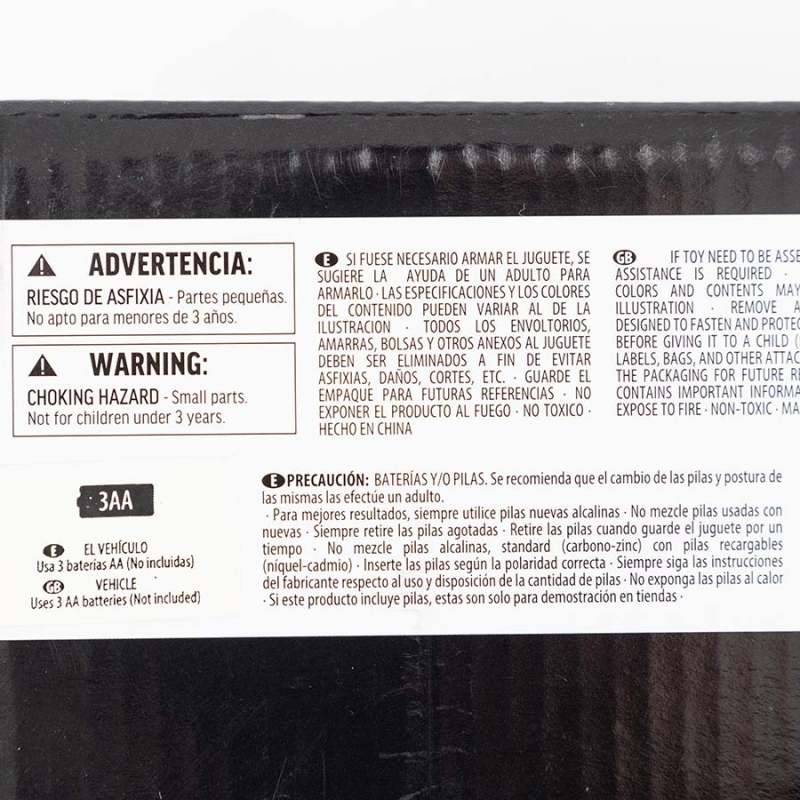 ADVERTENCIA:
RIESGO DE ASFIXIA - Partes pequeñas.
No apto para menores de 3 años.
WARNING:
CHOKING HAZARD - Small parts.
Not for children under 3 years.
E SI FUESE NECESARIO ARMAR EL JUGUETE, SE
SUGIERE LA AYUDA DE UN ADULTO PARA
ARMARLO · LAS ESPECIFICACIONES Y LOS COLORES
DEL CONTENIDO PUEDEN VARIAR AL DE LA
ILUSTRACION · TODOS LOS ENVOLTORIOS,
AMARRAS, BOLSAS Y OTROS ANEXOS AL JUGUETE
DEBEN SER ELIMINADOS A FIN DE EVITAR
ASFIXIAS, DAÑOS, CORTES, ETC. · GUARDE EL
EMPAQUE PARA FUTURAS REFERENCIAS · NO
EXPONER EL PRODUCTO AL FUEGO · NO TOXICO ·
HECHO EN CHINA
GB IF TOY NEED TO BE ASSE
ASSISTANCE IS REQUIRED ·
COLORS AND CONTENTS MAY
ILLUSTRATION · REMOVE A
DESIGNED TO FASTEN AND PROTEC
BEFORE GIVING IT TO A CHILD (
LABELS, BAGS, AND OTHER ATTAC
THE PACKAGING FOR FUTURE RE
CONTAINS IMPORTANT INFORMA
EXPOSE TO FIRE · NON-TOXIC · MA
3AA
E EL VEHÍCULO
Usa 3 baterías AA (No incluidas)
GB VEHICLE
Uses 3 AA batteries (Not included)
E PRECAUCIÓN: BATERÍAS Y/O PILAS. Se recomienda que el cambio de las pilas y postura de
las mismas las efectúe un adulto.
· Para mejores resultados, siempre utilice pilas nuevas alcalinas · No mezcle pilas usadas con
nuevas · Siempre retire las pilas agotadas · Retire las pilas cuando guarde el juguete por un
tiempo · No mezcle pilas alcalinas, standard (carbono-zinc) con pilas recargables
(níquel-cadmio) · Inserte las pilas según la polaridad correcta · Siempre siga las instrucciones
del fabricante respecto al uso y disposición de la cantidad de pilas · No exponga las pilas al calor
· Si este producto incluye pilas, estas son solo para demostración en tiendas ·